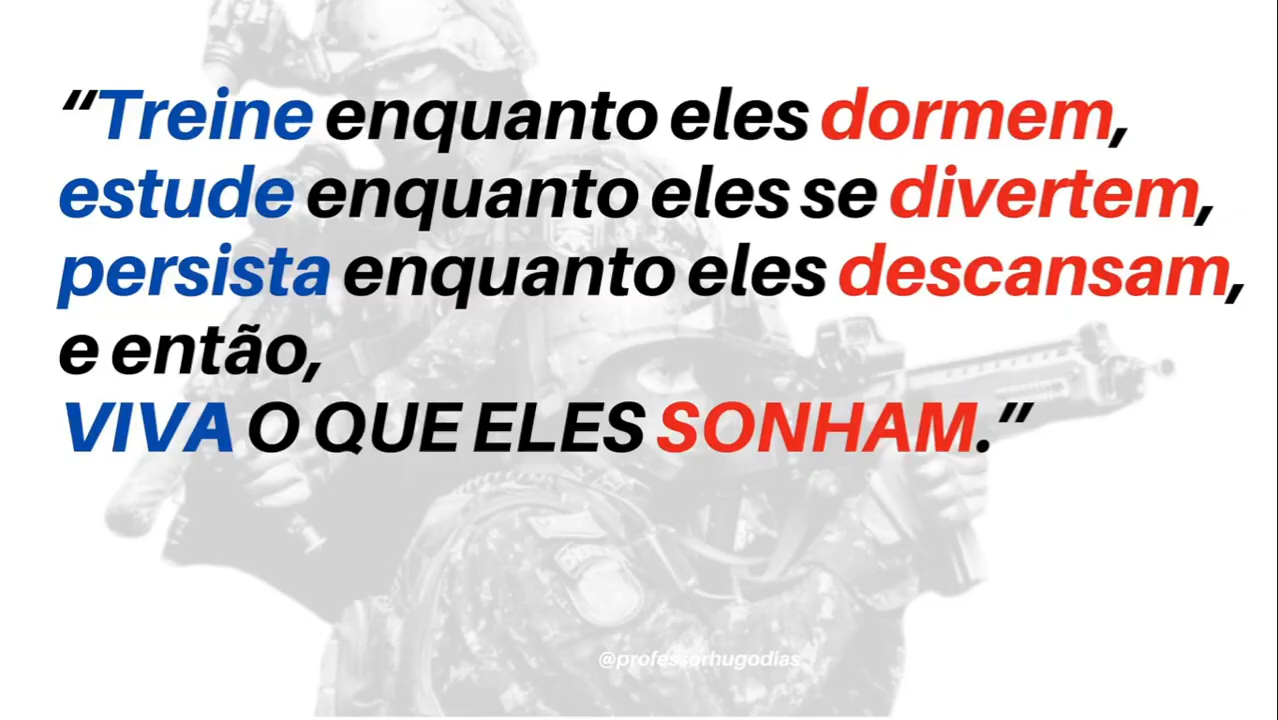 “Treine enquanto eles dormem,
estude enquanto eles se divertem,
persista enquanto eles descansam,
e então,
VIVA O QUE ELES SONHAM.”
@professorhugodias